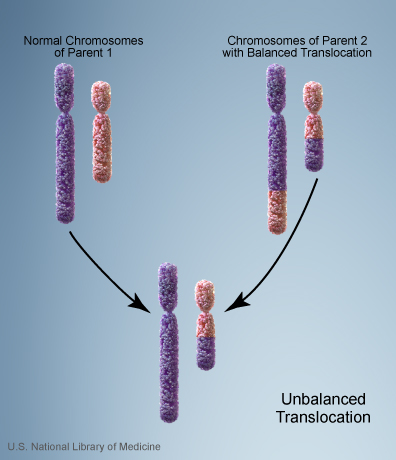 Normal Chromosomes
of Parent 1
Chromosomes of Parent 2
with Balanced Translocation
Unbalanced
Translocation
U.S. National Library of Medicine